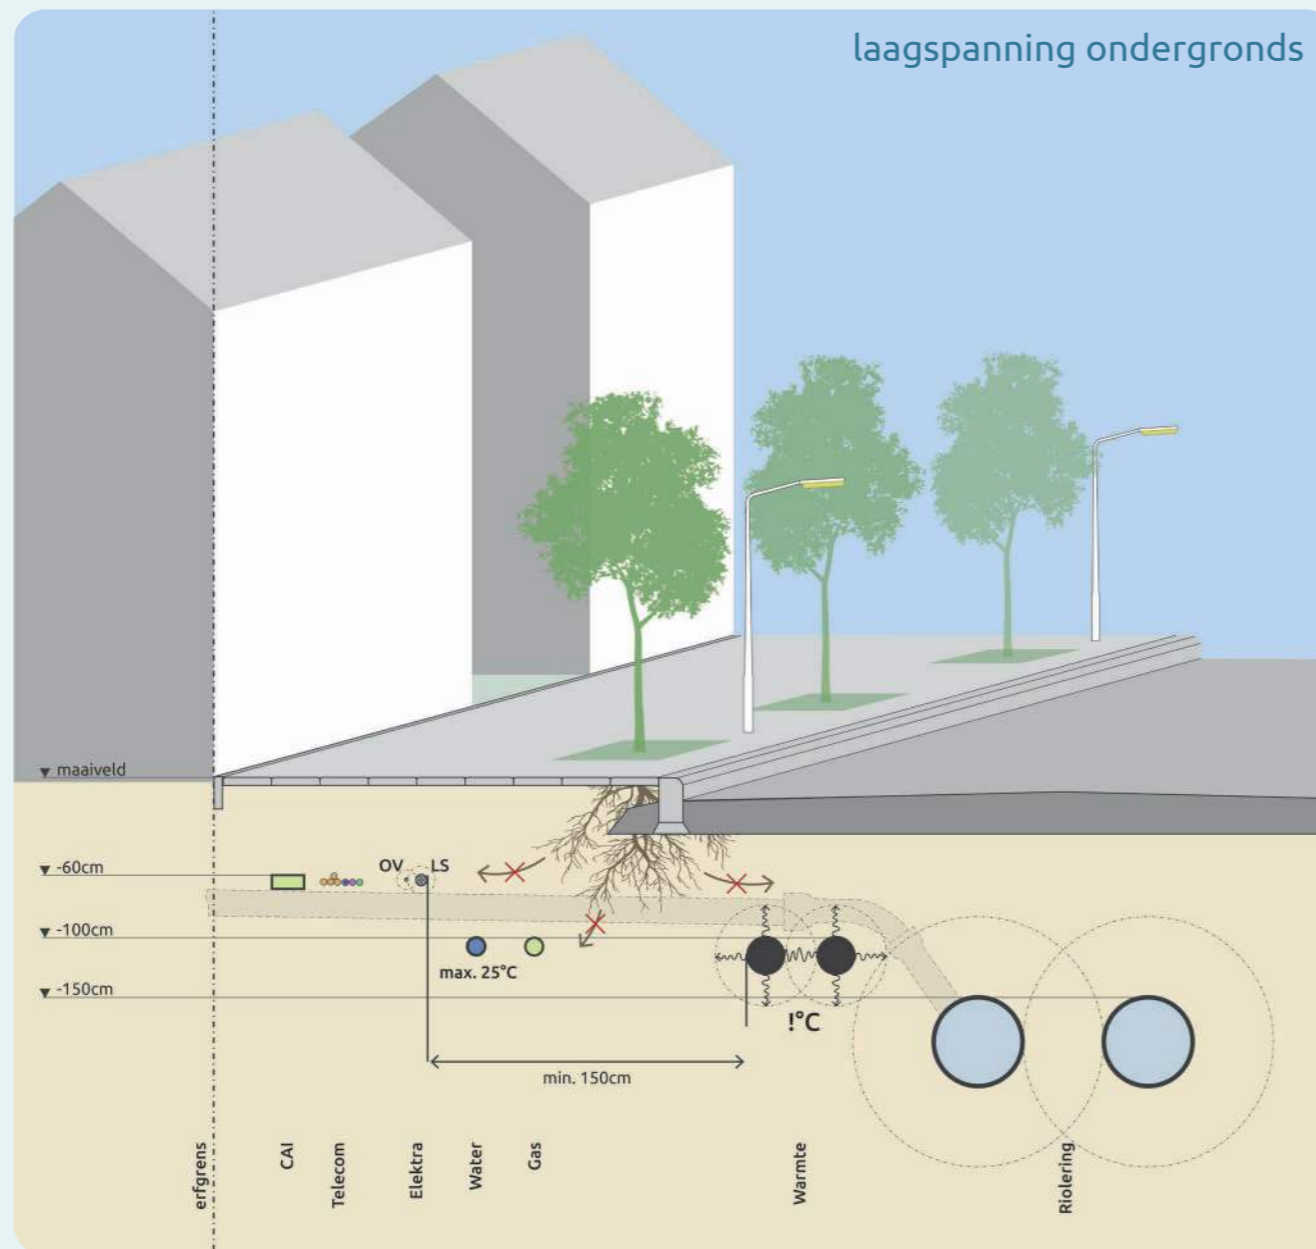 laagspanning ondergronds
maaiveld
-60cm
OV LS
-100cm
max. 25°C
-150cm
!°C
min. 150cm
erfgrens
CAI
Telecom
Elektra
Water
Gas
Warmte
Riolering